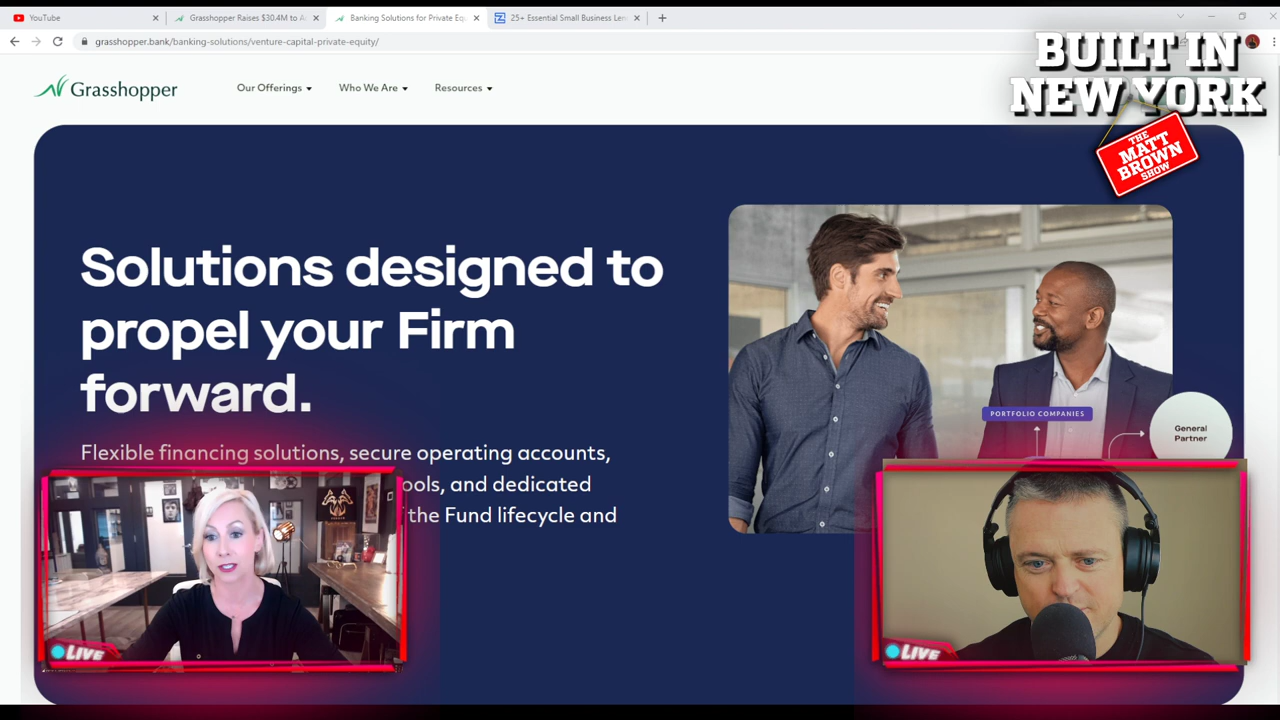 YouTube
Grasshopper Raises $30.4M to A
Banking Solutions for Private Equ
25+ Essential Small Business Len
grasshopper.bank/banking-solutions/venture-capital-private-equity/
BUILT IN
NEW YORK
THE
MATT
BROWN
SHOW
Grasshopper
Our Offerings
Who We Are
Resources
Solutions designed to
propel your Firm
forward.
Flexible financing solutions, secure operating accounts,
ools, and dedicated
the Fund lifecycle and
PORTFOLIO COMPANIES
General
Partner
LIVE
LIVE